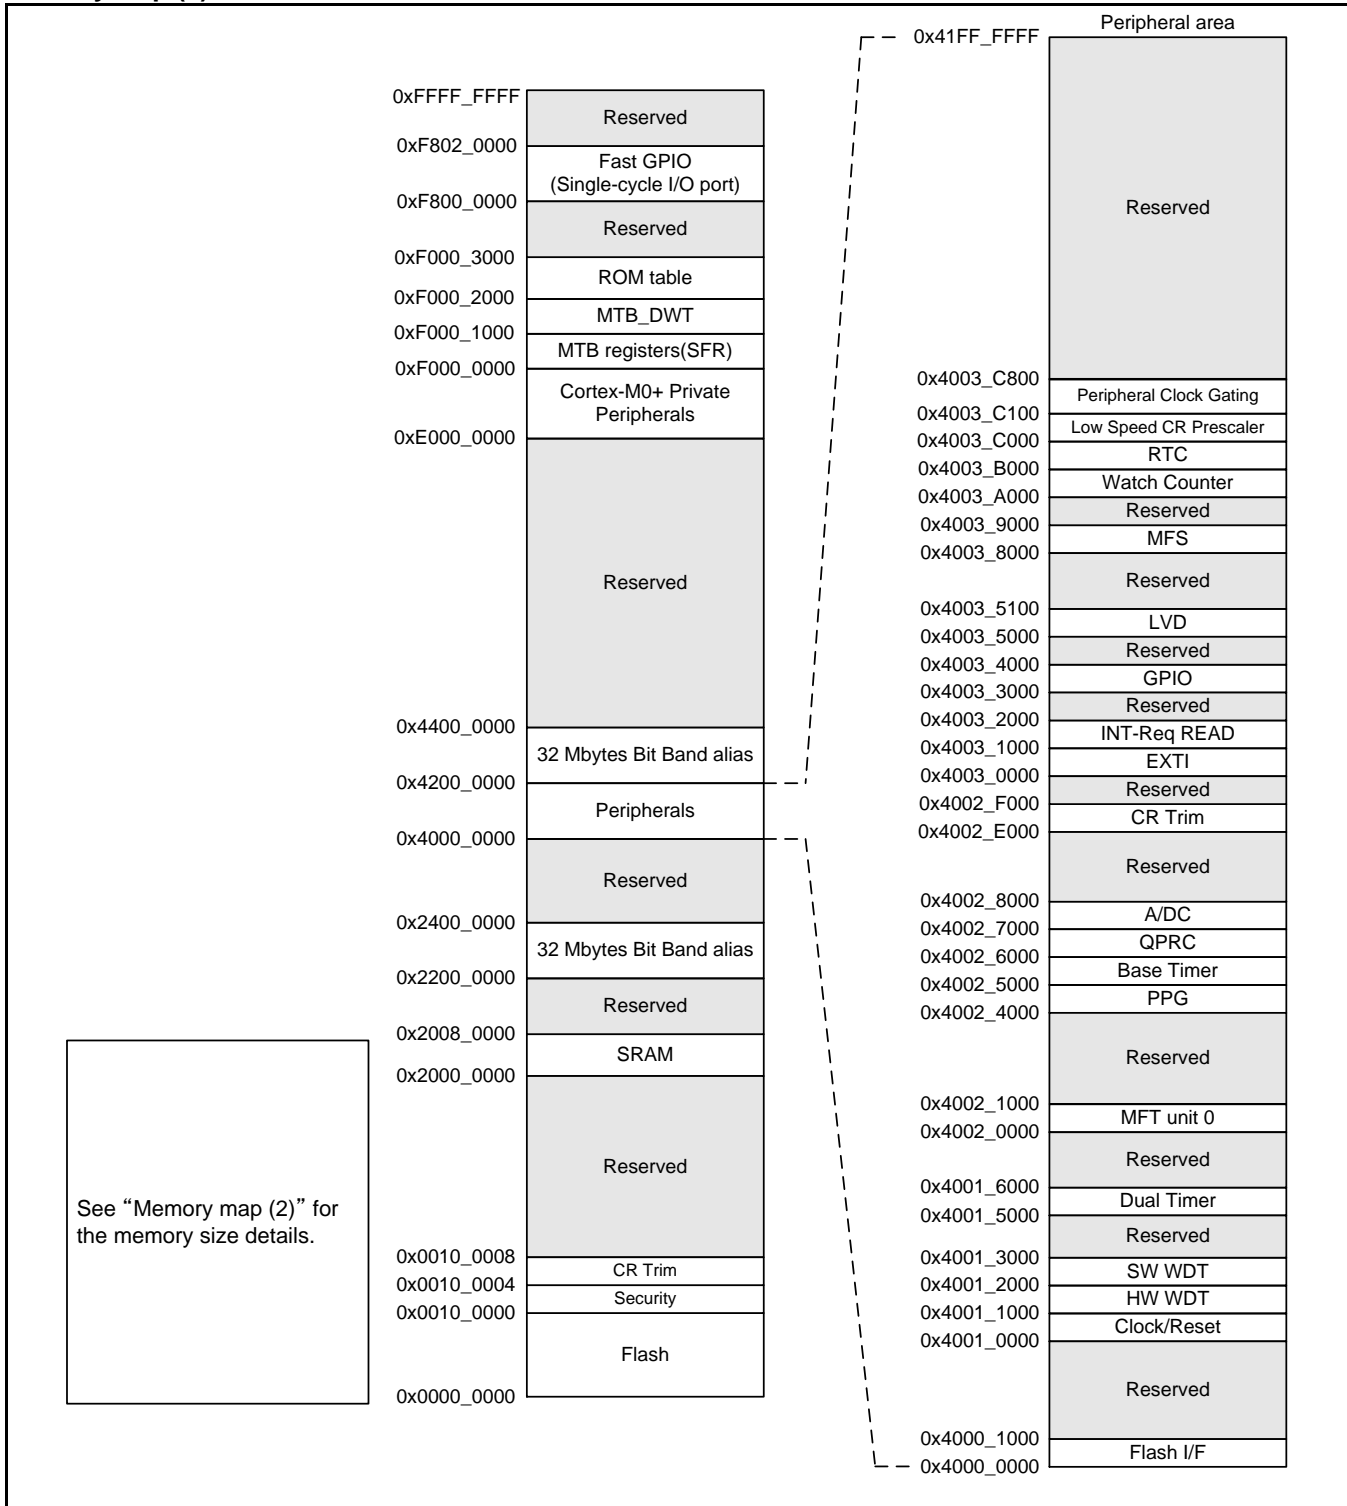 Peripheral area
0x41FF_FFFF
Reserved
0x4003_C800
Peripheral Clock Gating
0x4003_C100
Low Speed CR Prescaler
0x4003_C000
RTC
0x4003_B000
Watch Counter
0x4003_A000
Reserved
0x4003_9000
MFS
0x4003_8000
Reserved
0x4003_5100
LVD
0x4003_5000
Reserved
0x4003_4000
GPIO
0x4003_3000
Reserved
0x4003_2000
INT-Req READ
0x4003_1000
EXTI
0x4003_0000
Reserved
0x4002_F000
CR Trim
0x4002_E000
Reserved
0x4002_8000
A/DC
0x4002_7000
QPRC
0x4002_6000
Base Timer
0x4002_5000
PPG
0x4002_4000
Reserved
0x4002_1000
MFT unit 0
0x4002_0000
Reserved
0x4001_6000
Dual Timer
0x4001_5000
Reserved
0x4001_3000
SW WDT
0x4001_2000
HW WDT
0x4001_1000
Clock/Reset
0x4001_0000
Reserved
0x4000_1000
Flash I/F
0x4000_0000
0xFFFF_FFFF
Reserved
0xF802_0000
Fast GPIO
(Single-cycle I/O port)
0xF800_0000
Reserved
0xF000_3000
ROM table
0xF000_2000
MTB_DWT
0xF000_1000
MTB registers(SFR)
0xF000_0000
Cortex-M0+ Private
Peripherals
0xE000_0000
Reserved
0x4400_0000
32 Mbytes Bit Band alias
0x4200_0000
Peripherals
0x4000_0000
Reserved
0x2400_0000
32 Mbytes Bit Band alias
0x2200_0000
Reserved
0x2008_0000
SRAM
0x2000_0000
Reserved
0x0010_0008
CR Trim
0x0010_0004
Security
0x0010_0000
Flash
0x0000_0000
See “Memory map (2)” for
the memory size details.